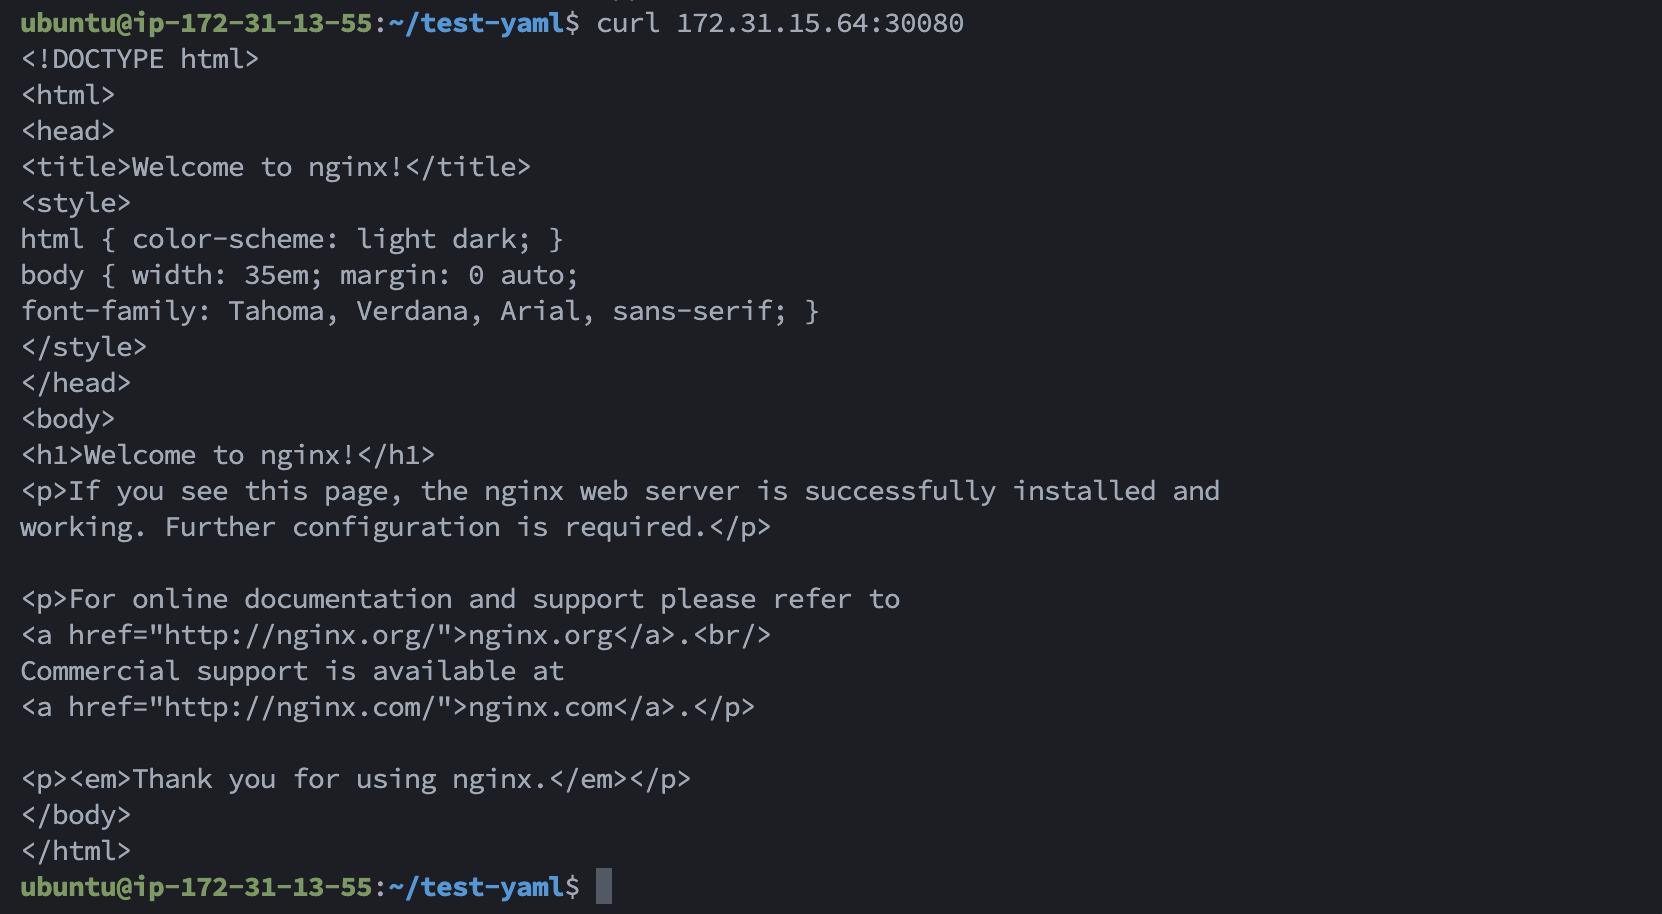 ubuntu@ip-172-31-13-55:~/test-yaml$ curl 172.31.15.64:30080
<!DOCTYPE html>
<html>
<head>
<title>Welcome to nginx!</title>
<style>
html { color-scheme: light dark; }
body { width: 35em; margin: 0 auto;
font-family: Tahoma, Verdana, Arial, sans-serif; }
</style>
</head>
<body>
<h1>Welcome to nginx!</h1>
<p>If you see this page, the nginx web server is successfully installed and
working. Further configuration is required.</p>

<p>For online documentation and support please refer to
<a href="http://nginx.org/">nginx.org</a>.<br/>
Commercial support is available at
<a href="http://nginx.com/">nginx.com</a>.</p>

<p><em>Thank you for using nginx.</em></p>
</body>
</html>
ubuntu@ip-172-31-13-55:~/test-yaml$